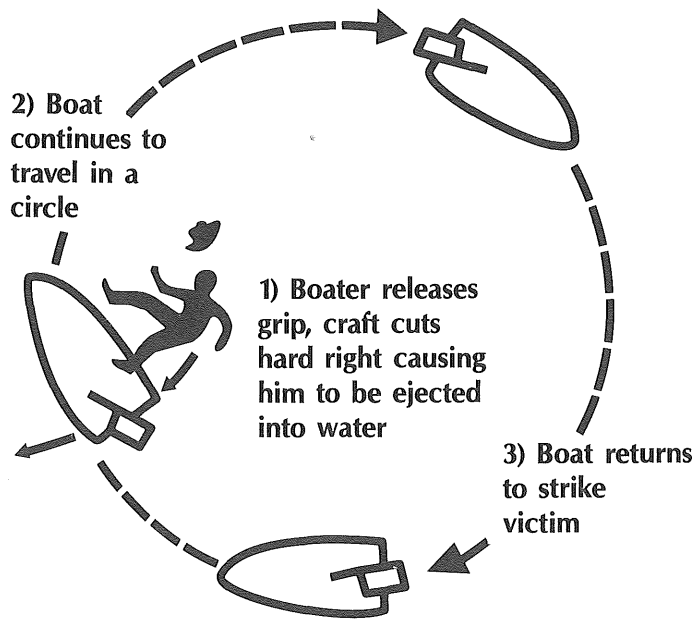 1) Boater releases
grip, craft cuts
hard right causing
him to be ejected
into water
2) Boat
continues to
travel in a
circle
3) Boat returns
to strike
victim